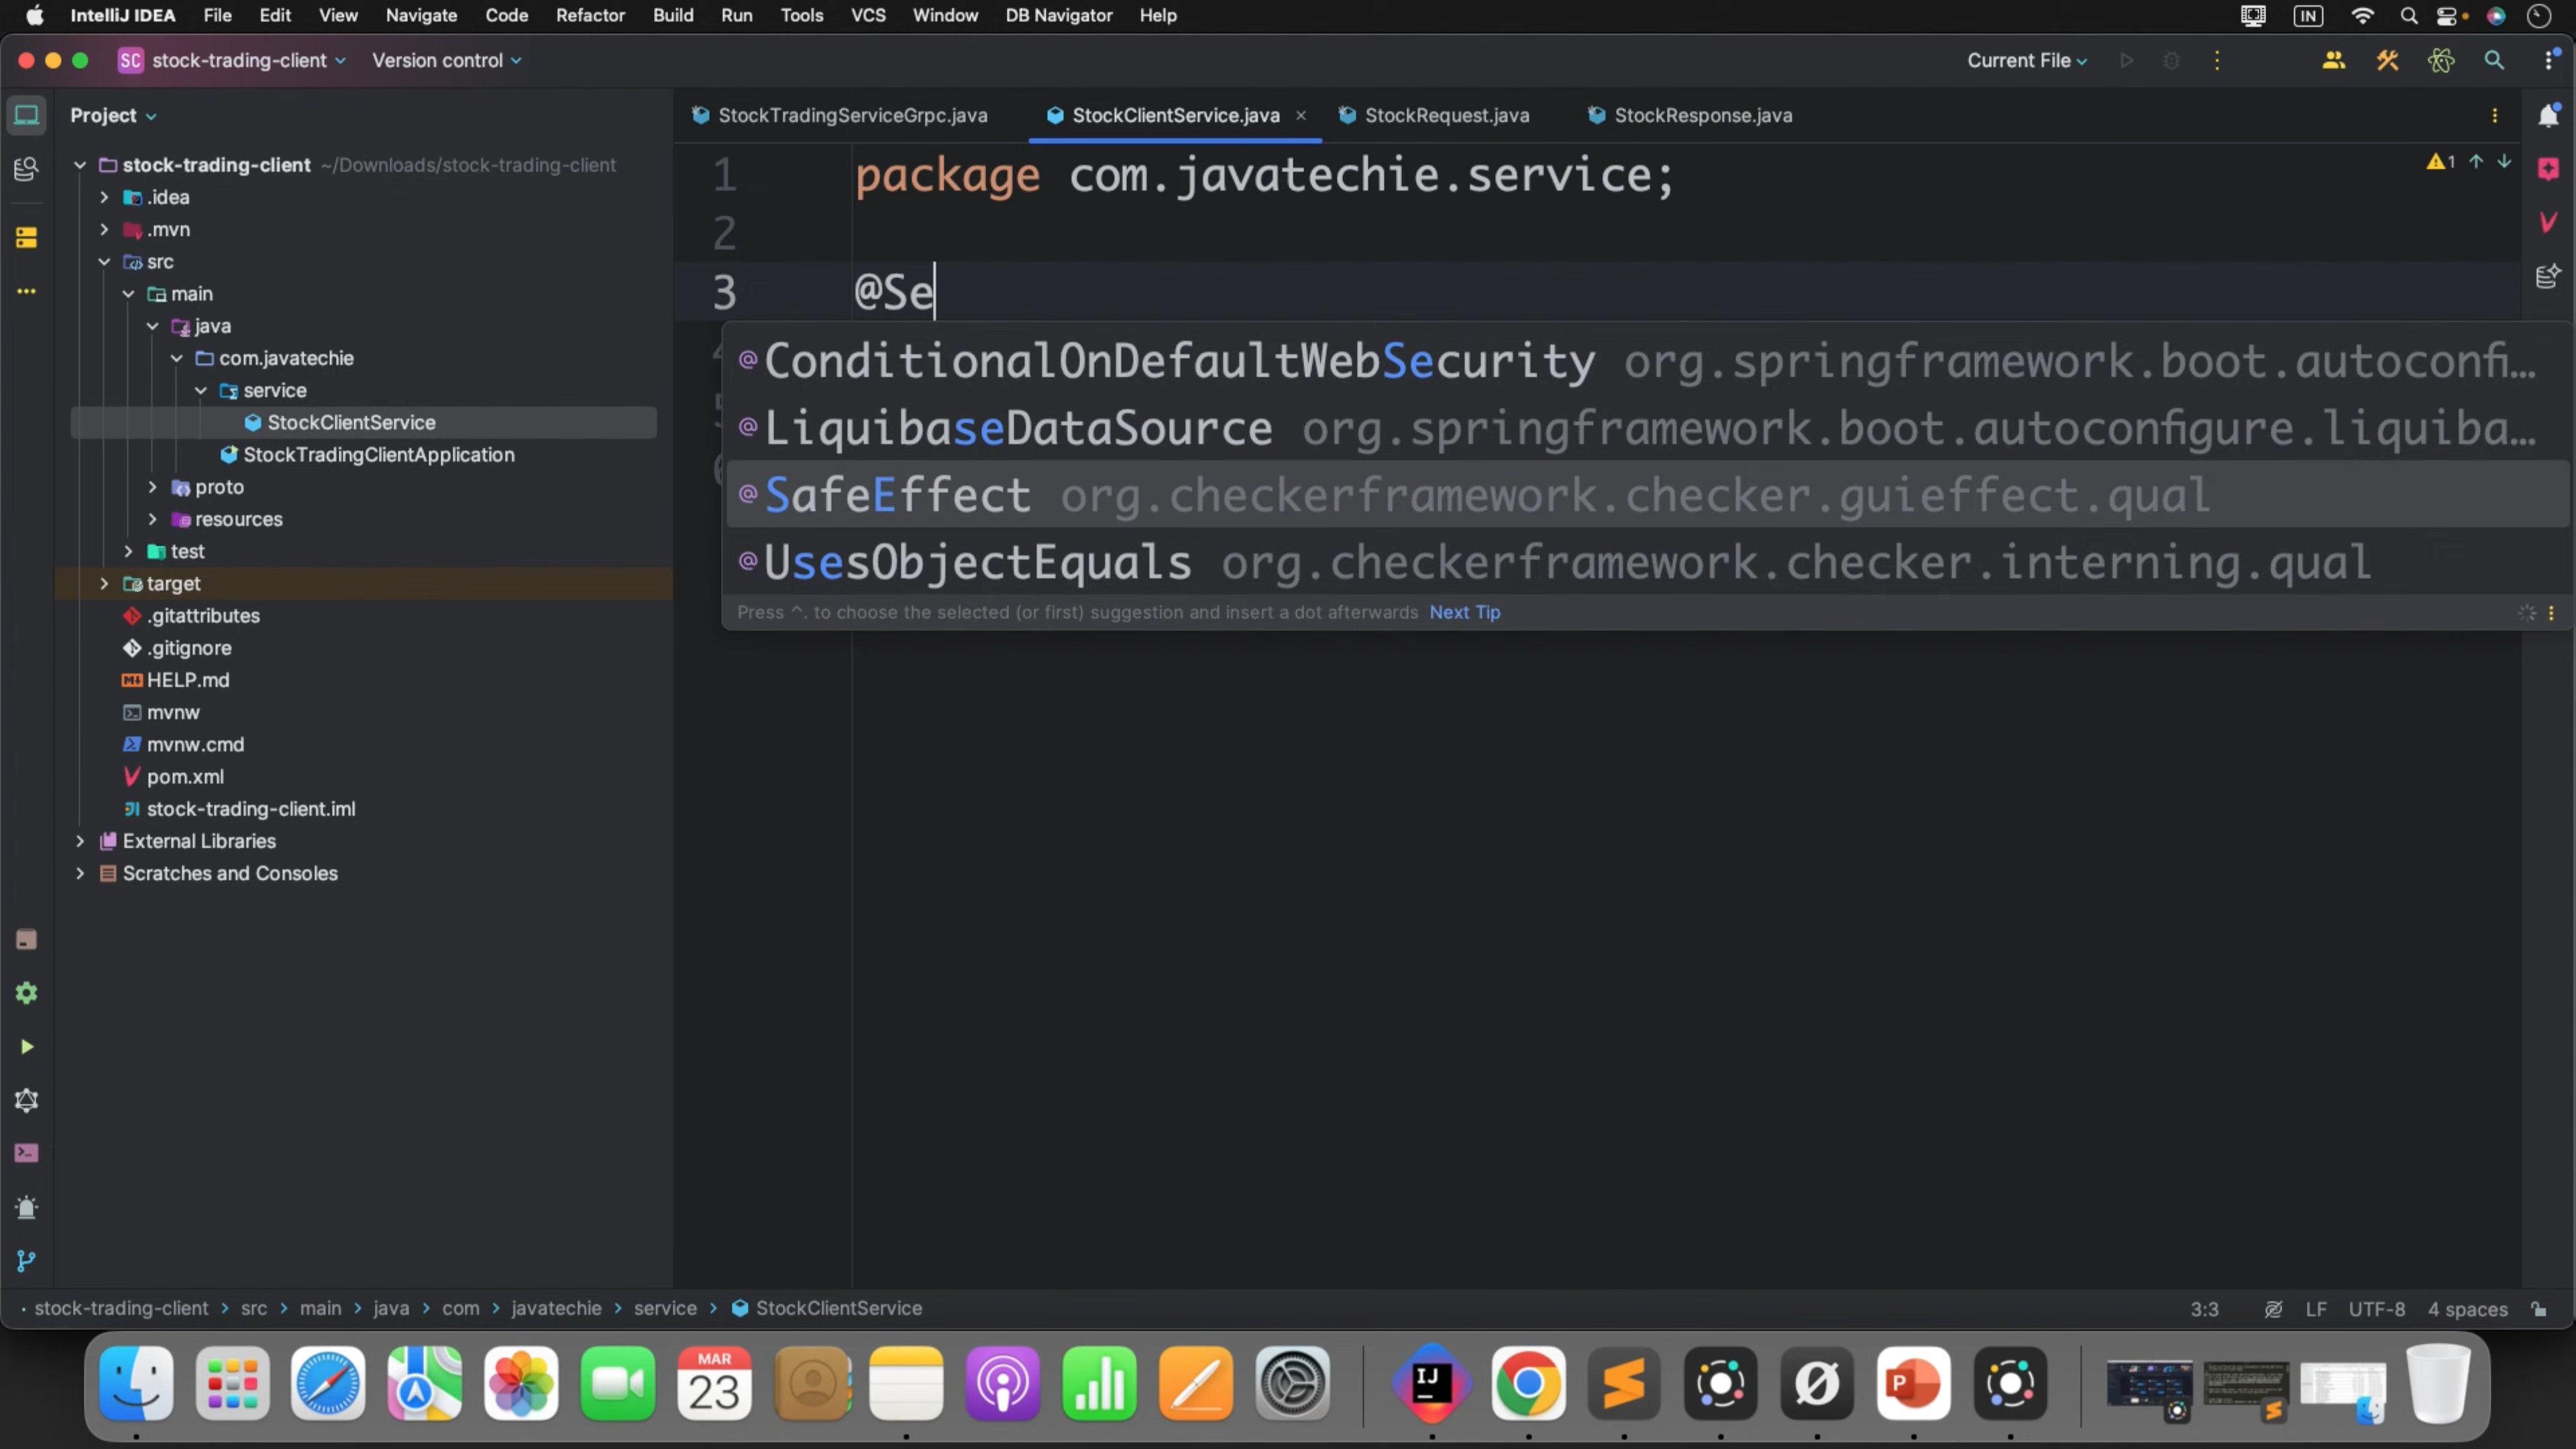 IntelliJ IDEA File Edit View Navigate Code Refactor Build Run Tools VCS Window DB Navigator Help IN
SC stock-trading-client Version control Current File
Project
StockTradingServiceGrpc.java StockClientService.java StockRequest.java StockResponse.java
stock-trading-client ~/Downloads/stock-trading-client
.idea
.mvn
src
main
java
com.javatechie
service
StockClientService
StockTradingClientApplication
proto
resources
test
target
.gitattributes
.gitignore
HELP.md
mvnw
mvnw.cmd
pom.xml
stock-trading-client.iml
External Libraries
Scratches and Consoles
1 package com.javatechie.service;
2
3 @Se
1
@ ConditionalOnDefaultWebSecurity org.springframework.boot.autoconfi...
@ LiquibaseDataSource org.springframework.boot.autoconfigure.liquiba...
@ SafeEffect org.checkerframework.checker.guieffect.qual
@ UsesObjectEquals org.checkerframework.checker.interning.qual
Press ^. to choose the selected (or first) suggestion and insert a dot afterwards Next Tip
stock-trading-client > src > main > java > com > javatechie > service > StockClientService 3:3 LF UTF-8 4 spaces
MAR
23
IJ
P